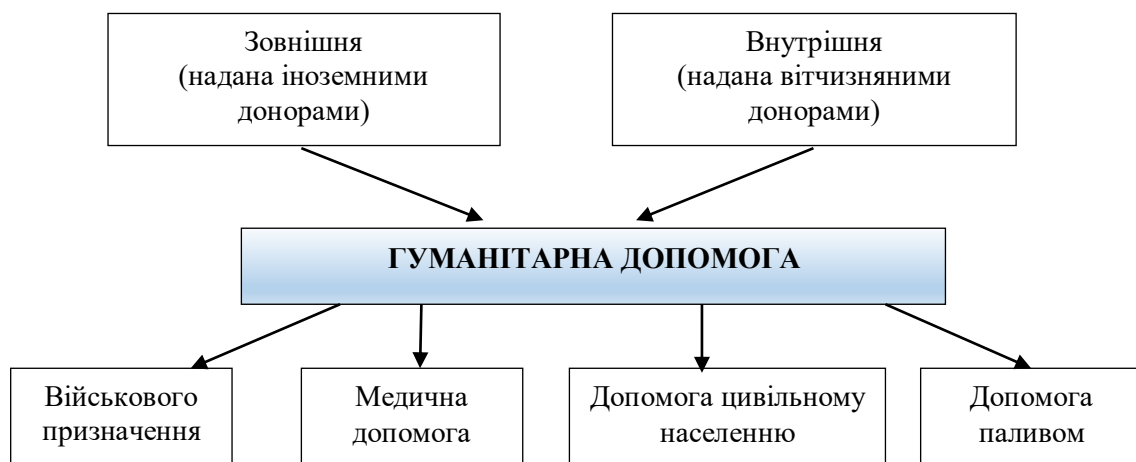 Зовнішня
(надана іноземними
донорами)
Внутрішня
(надана вітчизняними
донорами)
ГУМАНІТАРНА ДОПОМОГА
Військового
призначення
Медична
допомога
Допомога цивільному
населенню
Допомога
паливом